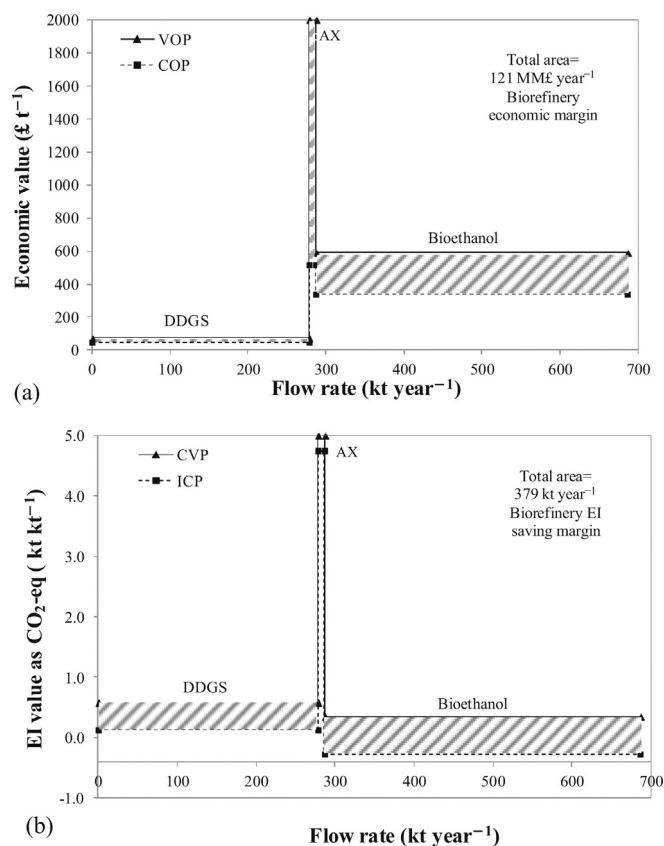 2000
1800
1600
1400
1200
1000
800
600
400
200
0
Economic value (£ t⁻¹)
VOP
COP
AX
Total area=
121 MM£ year⁻¹
Biorefinery
economic margin
Bioethanol
DDGS
0 100 200 300 400 500 600 700
Flow rate (kt year⁻¹)
(a)
5.0
4.0
3.0
2.0
1.0
0.0
-1.0
EI value as CO₂-eq ( kt kt⁻¹)
CVP
ICP
AX
Total area=
379 kt year⁻¹
Biorefinery EI
saving margin
DDGS
Bioethanol
0 100 200 300 400 500 600 700
(b)
Flow rate (kt year⁻¹)